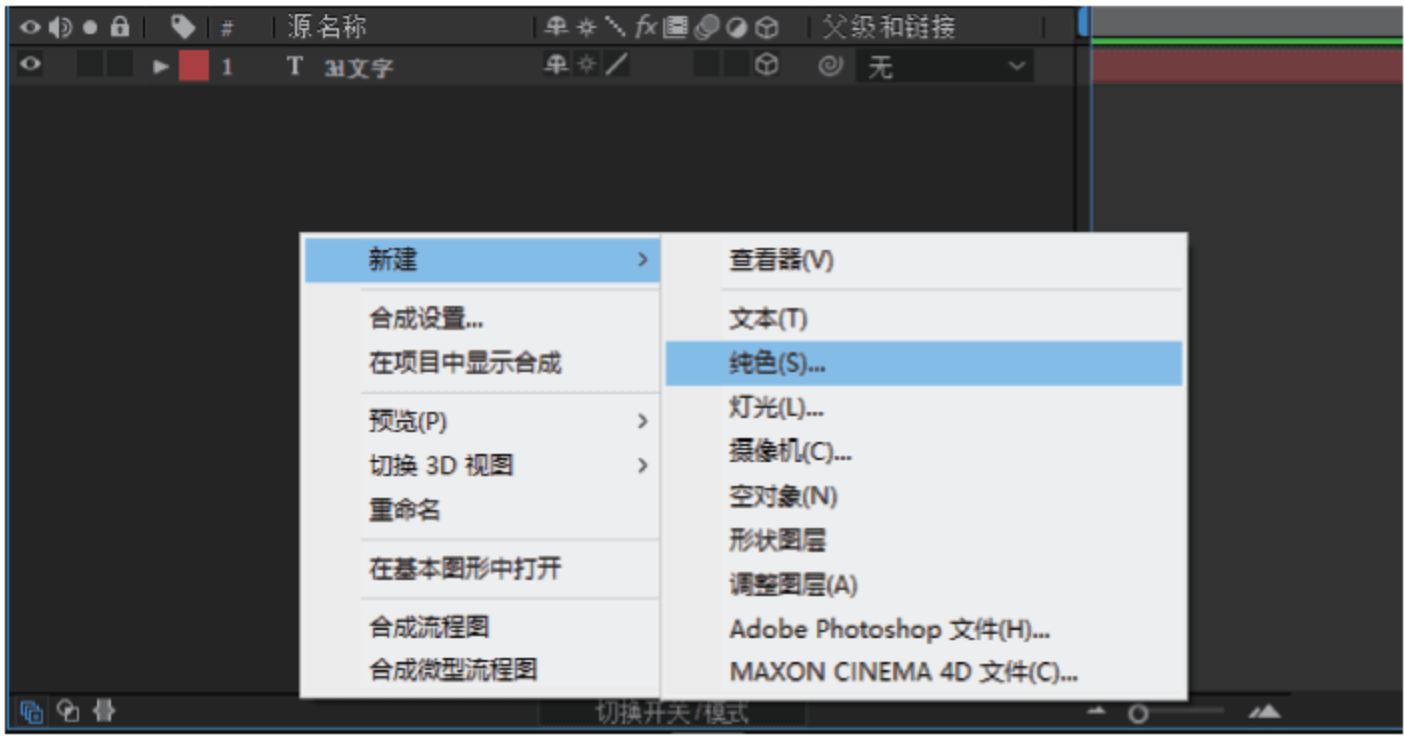 # 源名称 fx 父级和链接
1 T 3d文字 无
新建
合成设置...
在项目中显示合成
预览(P)
切换 3D 视图
重命名
在基本图形中打开
合成流程图
合成微型流程图
查看器(V)
文本(T)
纯色(S)...
灯光(L)...
摄像机(C)...
空对象(N)
形状图层
调整图层(A)
Adobe Photoshop 文件(H)...
MAXON CINEMA 4D 文件(C)...
切换开关/模式